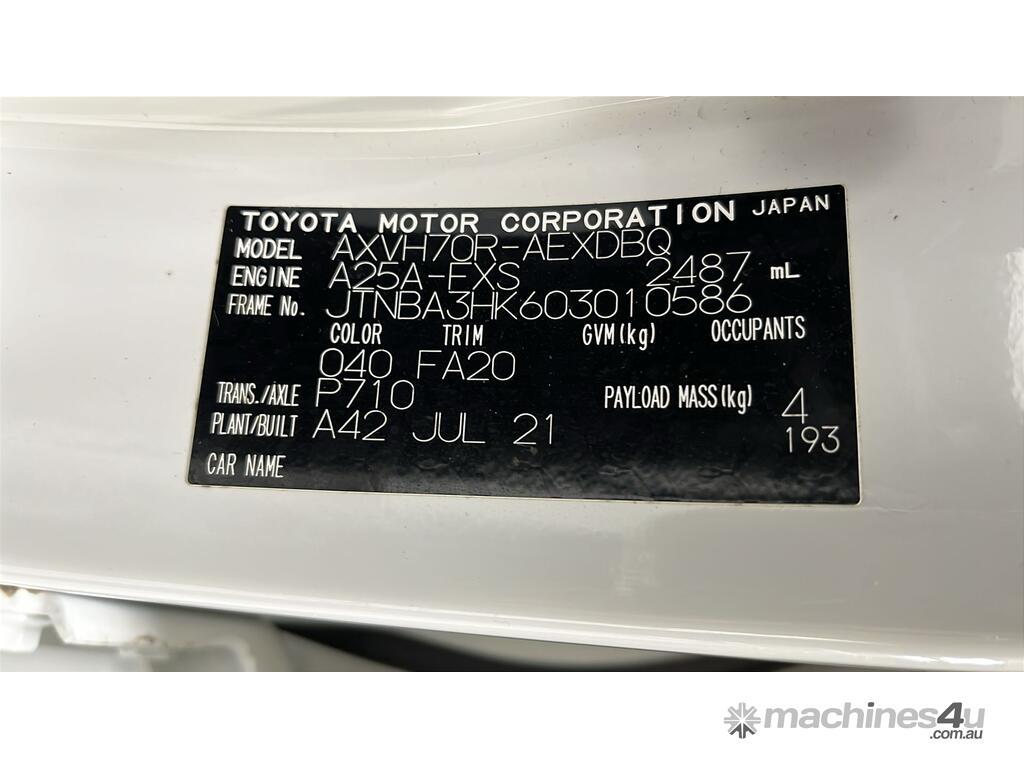 TOYOTA MOTOR CORPORATION JAPAN
MODEL AXVH70R-AEXDBQ
ENGINE A25A-FXS 2487 mL
FRAME No. JTNBA3HK603010586
COLOR TRIM GVM(kg) OCCUPANTS
040 FA20
TRANS./AXLE P710 PAYLOAD MASS(kg) 4
PLANT/BUILT A42 JUL 21 193
CAR NAME
machines4u
.com.au